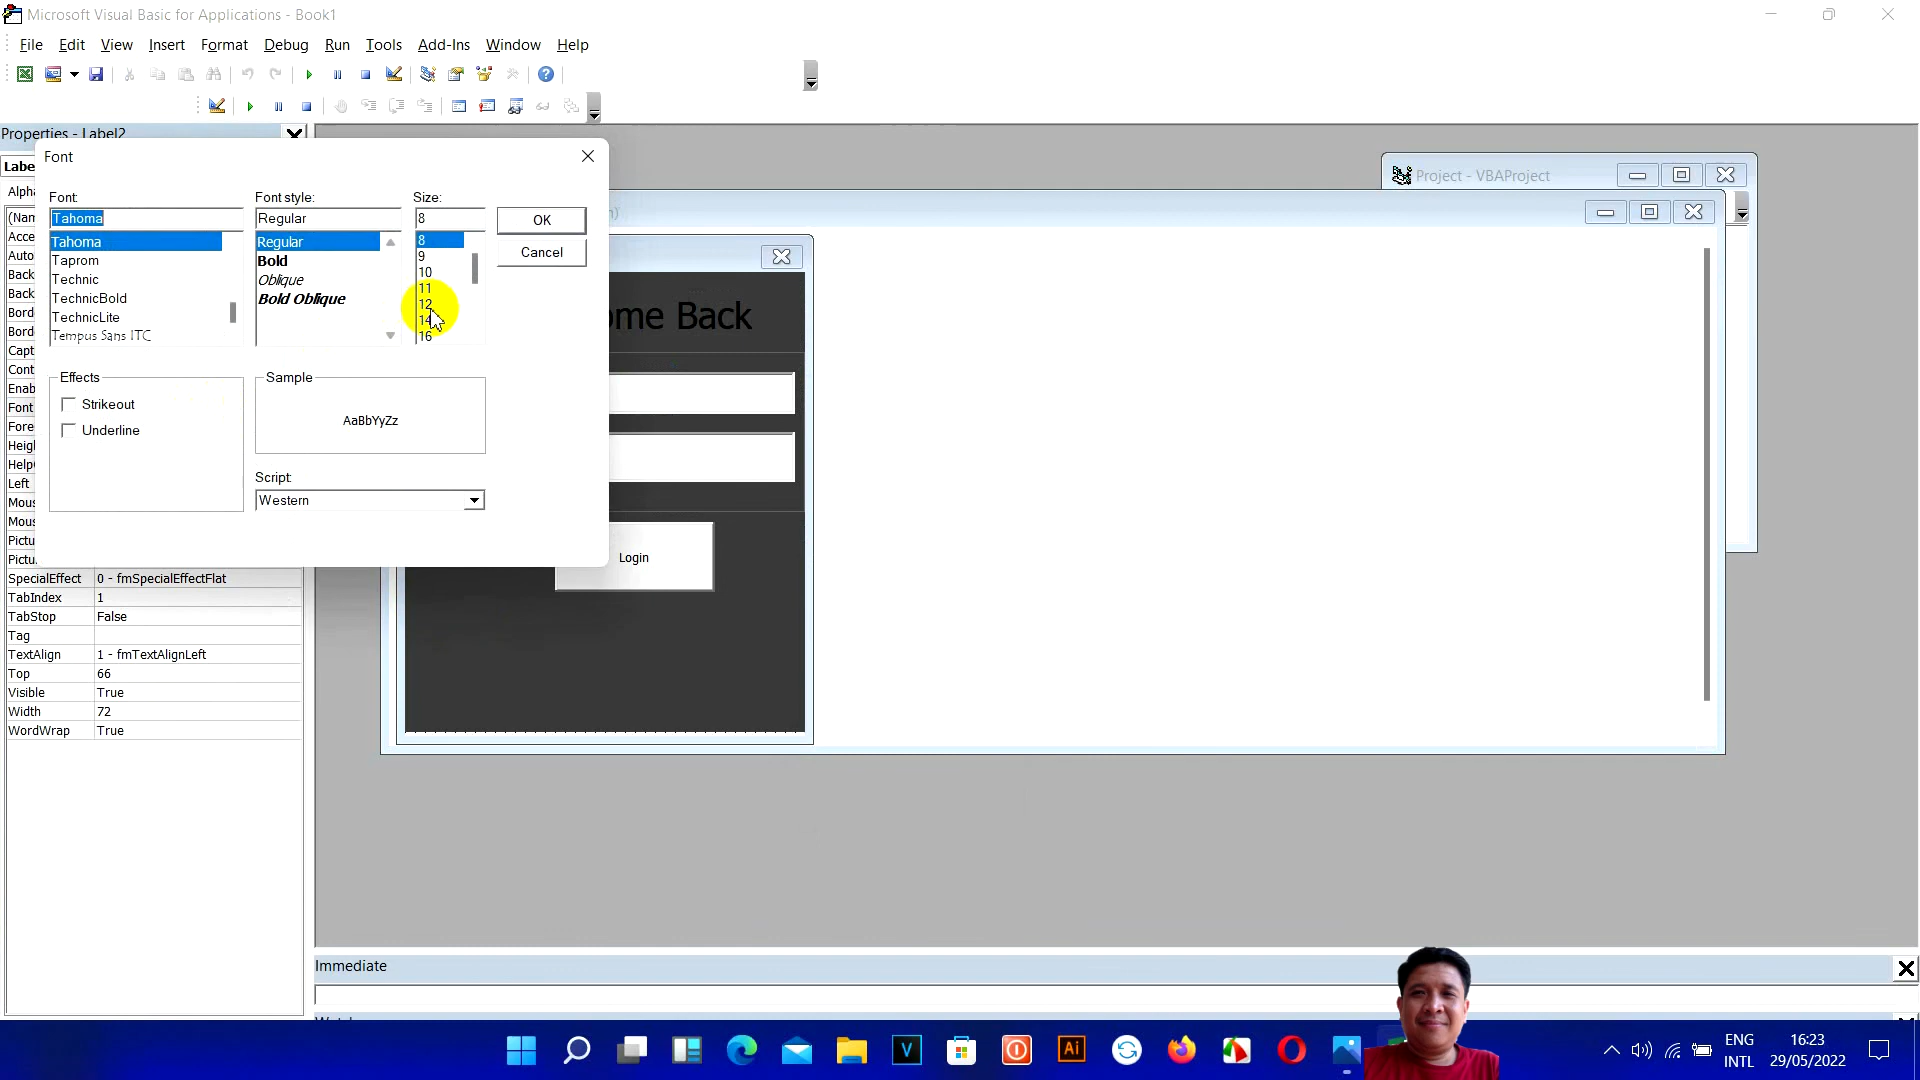 Microsoft Visual Basic for Applications - Book1
File Edit View Insert Format Debug Run Tools Add-Ins Window Help
Properties - Label2
Font
Project - VBAProject
Font:
Font style:
Size:
Tahoma
Regular
8
OK
Cancel
Tahoma
Taprom
Technic
TechnicBold
TechnicLite
Tempus Sans ITC
Regular
Bold
Oblique
Bold Oblique
8
9
10
11
12
14
16
ome Back
Effects
Strikeout
Underline
Sample
AaBbYyZz
Script:
Western
Login
Labe
Alpha
(Nam
Acce
Auto
Back
Back
Bord
Bord
Capt
Cont
Enab
Font
Fore
Heigh
HelpC
Left
Mous
Mous
Pictu
Pictu
SpecialEffect 0 - fmSpecialEffectFlat
TabIndex 1
TabStop False
Tag
TextAlign 1 - fmTextAlignLeft
Top 66
Visible True
Width 72
WordWrap True
Immediate
ENG
INTL
16:23
29/05/2022
V
Ai